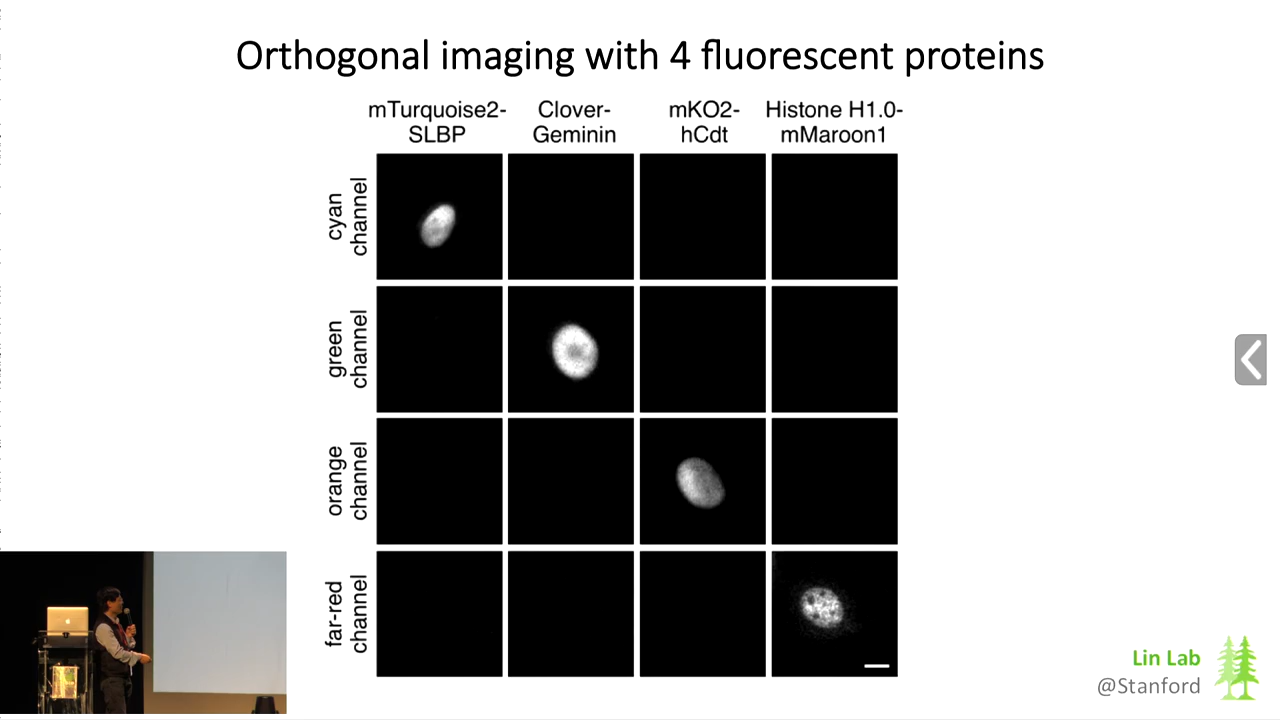 Orthogonal imaging with 4 fluorescent proteins
mTurquoise2-
SLBP
Clover-
Geminin
mKO2-
hCdt
Histone H1.0-
mMaroon1
cyan
channel
green
channel
orange
channel
far-red
channel
Lin Lab
@Stanford